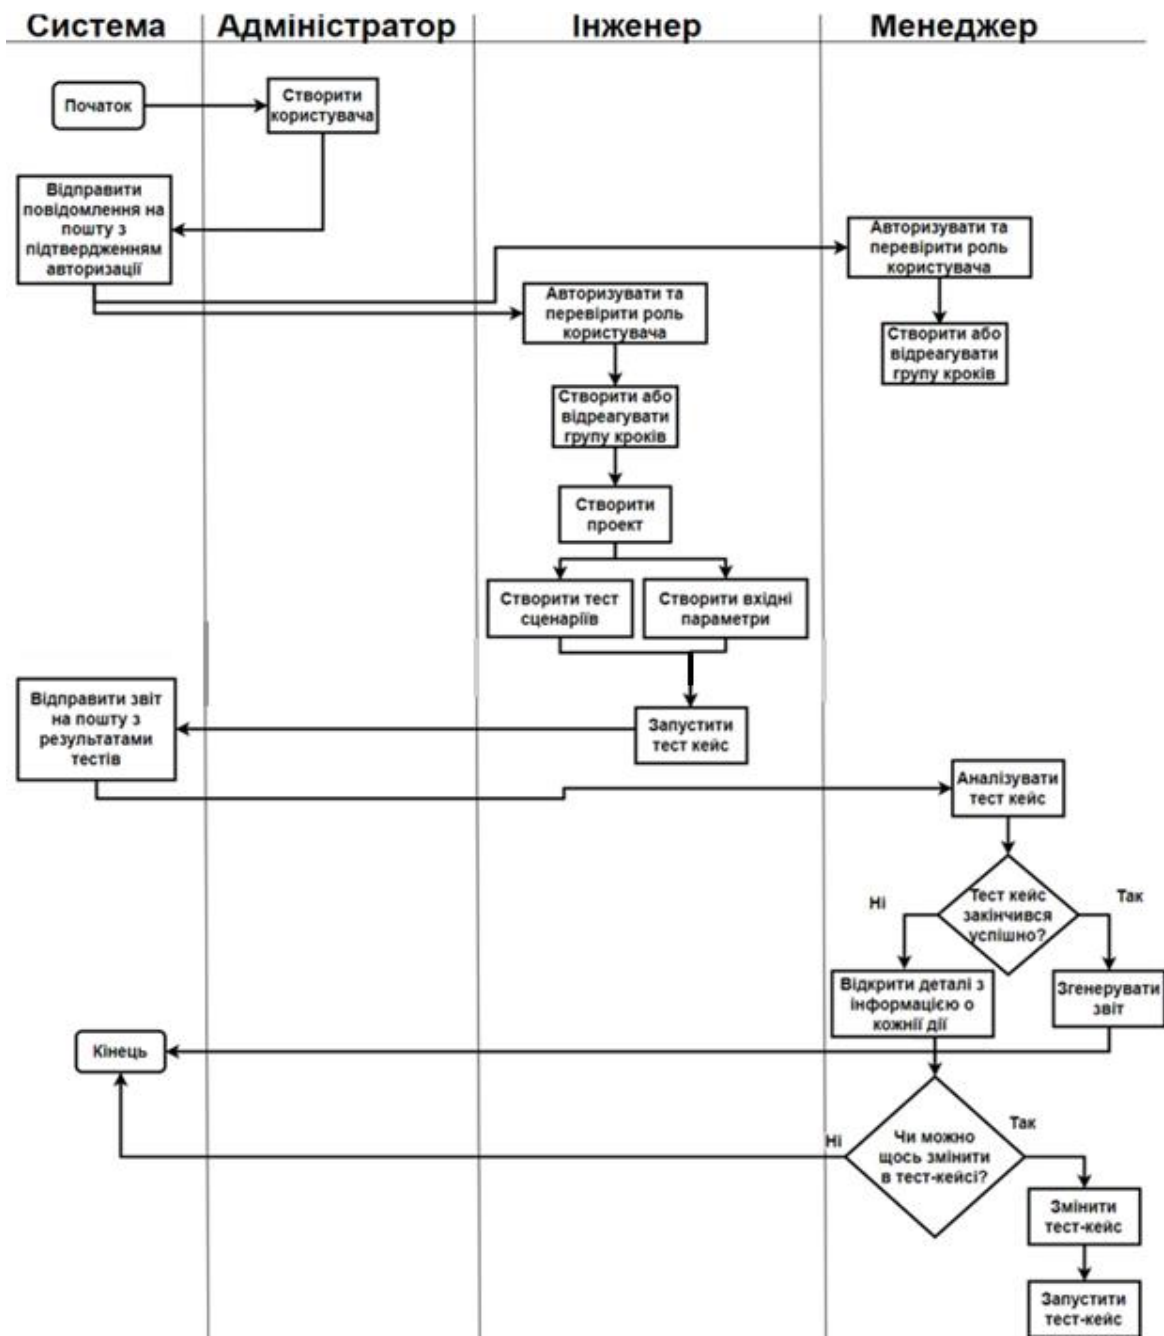 Система
Адміністратор
Інженер
Менеджер
Початок
Створити
користувача
Відправити
повідомлення на
пошту з
підтвердженням
авторизації
Авторизувати та
перевірити роль
користувача
Створити або
відреагувати
групу кроків
Авторизувати та
перевірити роль
користувача
Створити або
відреагувати
групу кроків
Створити
проект
Створити тест
сценаріїв
Створити вхідні
параметри
Запустити
тест кейс
Відправити звіт
на пошту з
результатами
тестів
Аналізувати
тест кейс
Тест кейс
закінчився
успішно?
Ні
Так
Відкрити деталі з
інформацією о
кожнії дії
Згенерувати
звіт
Кінець
Чи можно
щось змінити
в тест-кейсі?
Ні
Так
Змінити
тест-кейс
Запустити
тест-кейс